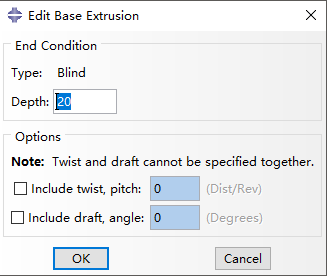 Edit Base Extrusion
End Condition
Type: Blind
Depth: 20
Options
Note: Twist and draft cannot be specified together.
Include twist, pitch: 0 (Dist/Rev)
Include draft, angle: 0 (Degrees)
OK Cancel